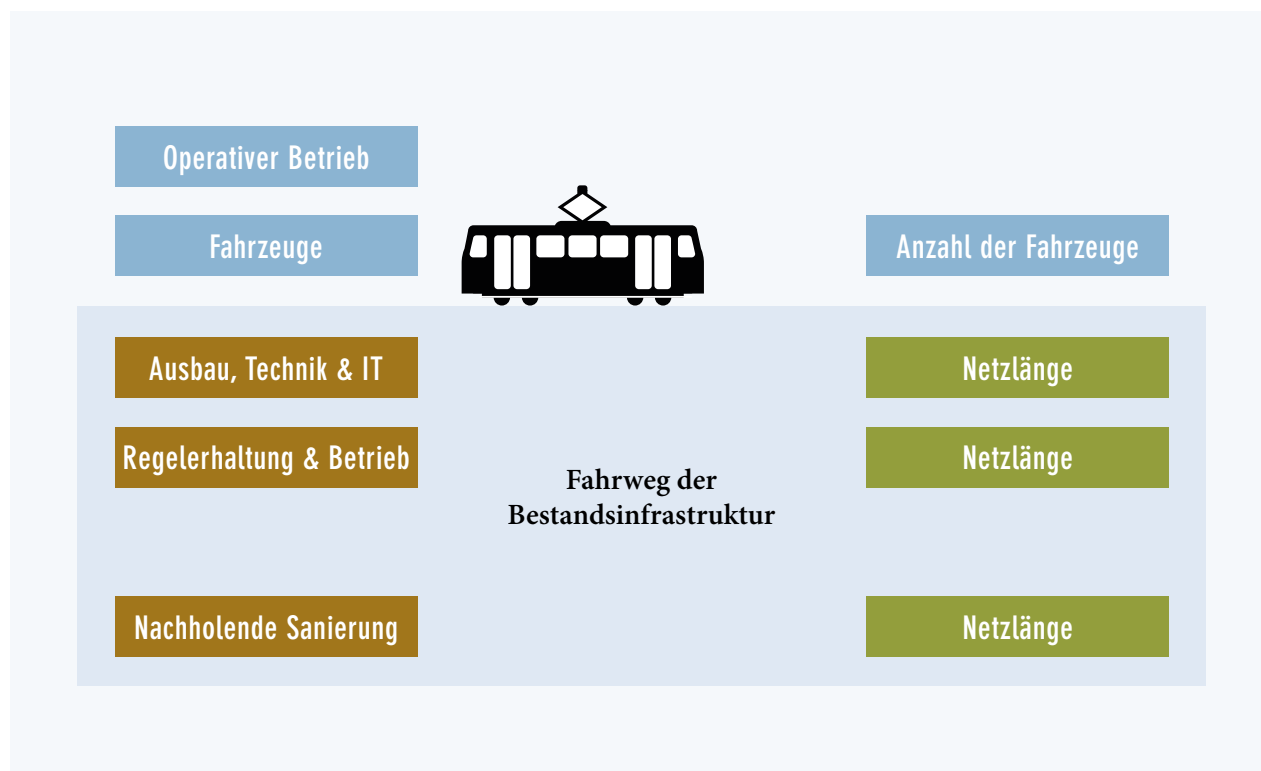 Operativer Betrieb
Fahrzeuge
Anzahl der Fahrzeuge
Ausbau, Technik & IT
Netzlänge
Regelerhaltung & Betrieb
Netzlänge
Fahrweg der
Bestandsinfrastruktur
Nachholende Sanierung
Netzlänge